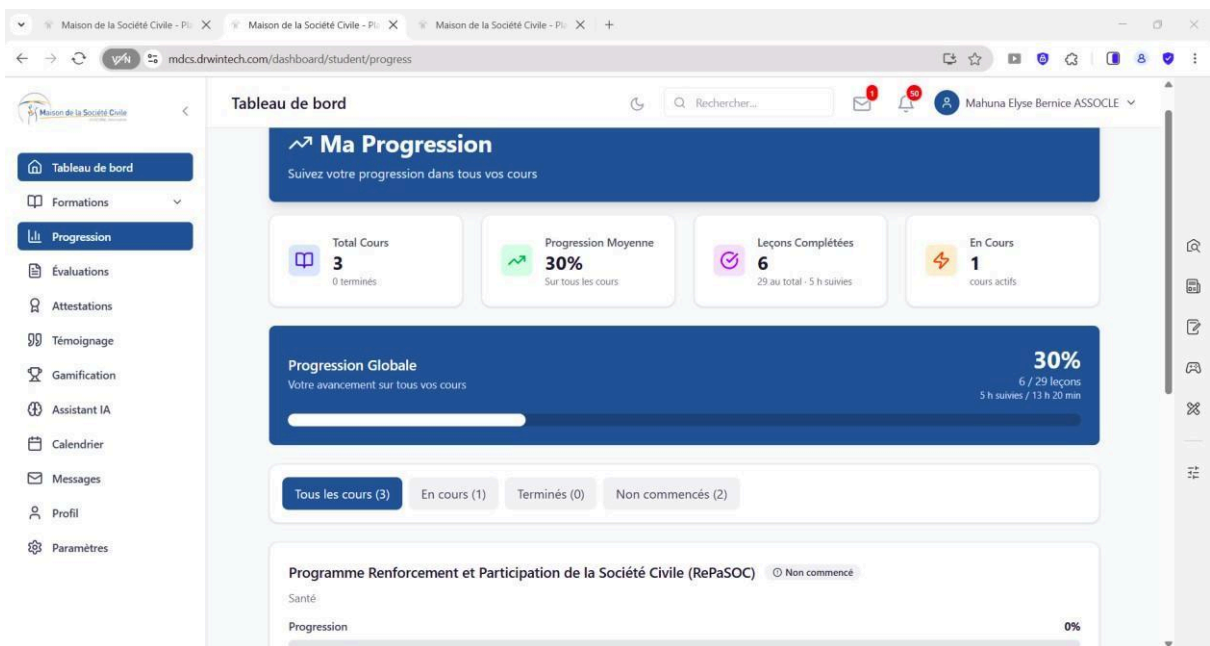 Maison de la Société Civile - Pl
Maison de la Société Civile - Pl
Maison de la Société Civile - Pl
VPN
mdcs.drwintech.com/dashboard/student/progress
Maison de la Société Civile
Tableau de bord
Rechercher...
1
50
Mahuna Elyse Bernice ASSOCLE
Tableau de bord
Formations
Progression
Évaluations
Attestations
Témoignage
Gamification
Assistant IA
Calendrier
Messages
Profil
Paramètres
Ma Progression
Suivez votre progression dans tous vos cours
Total Cours
3
0 terminés
Progression Moyenne
30%
Sur tous les cours
Leçons Complétées
6
29 au total · 5 h suivies
En Cours
1
cours actifs
Progression Globale
Votre avancement sur tous vos cours
30%
6 / 29 leçons
5 h suivies / 13 h 20 min
Tous les cours (3)
En cours (1)
Terminés (0)
Non commencés (2)
Programme Renforcement et Participation de la Société Civile (RePaSOC)
Non commencé
Santé
Progression
0%